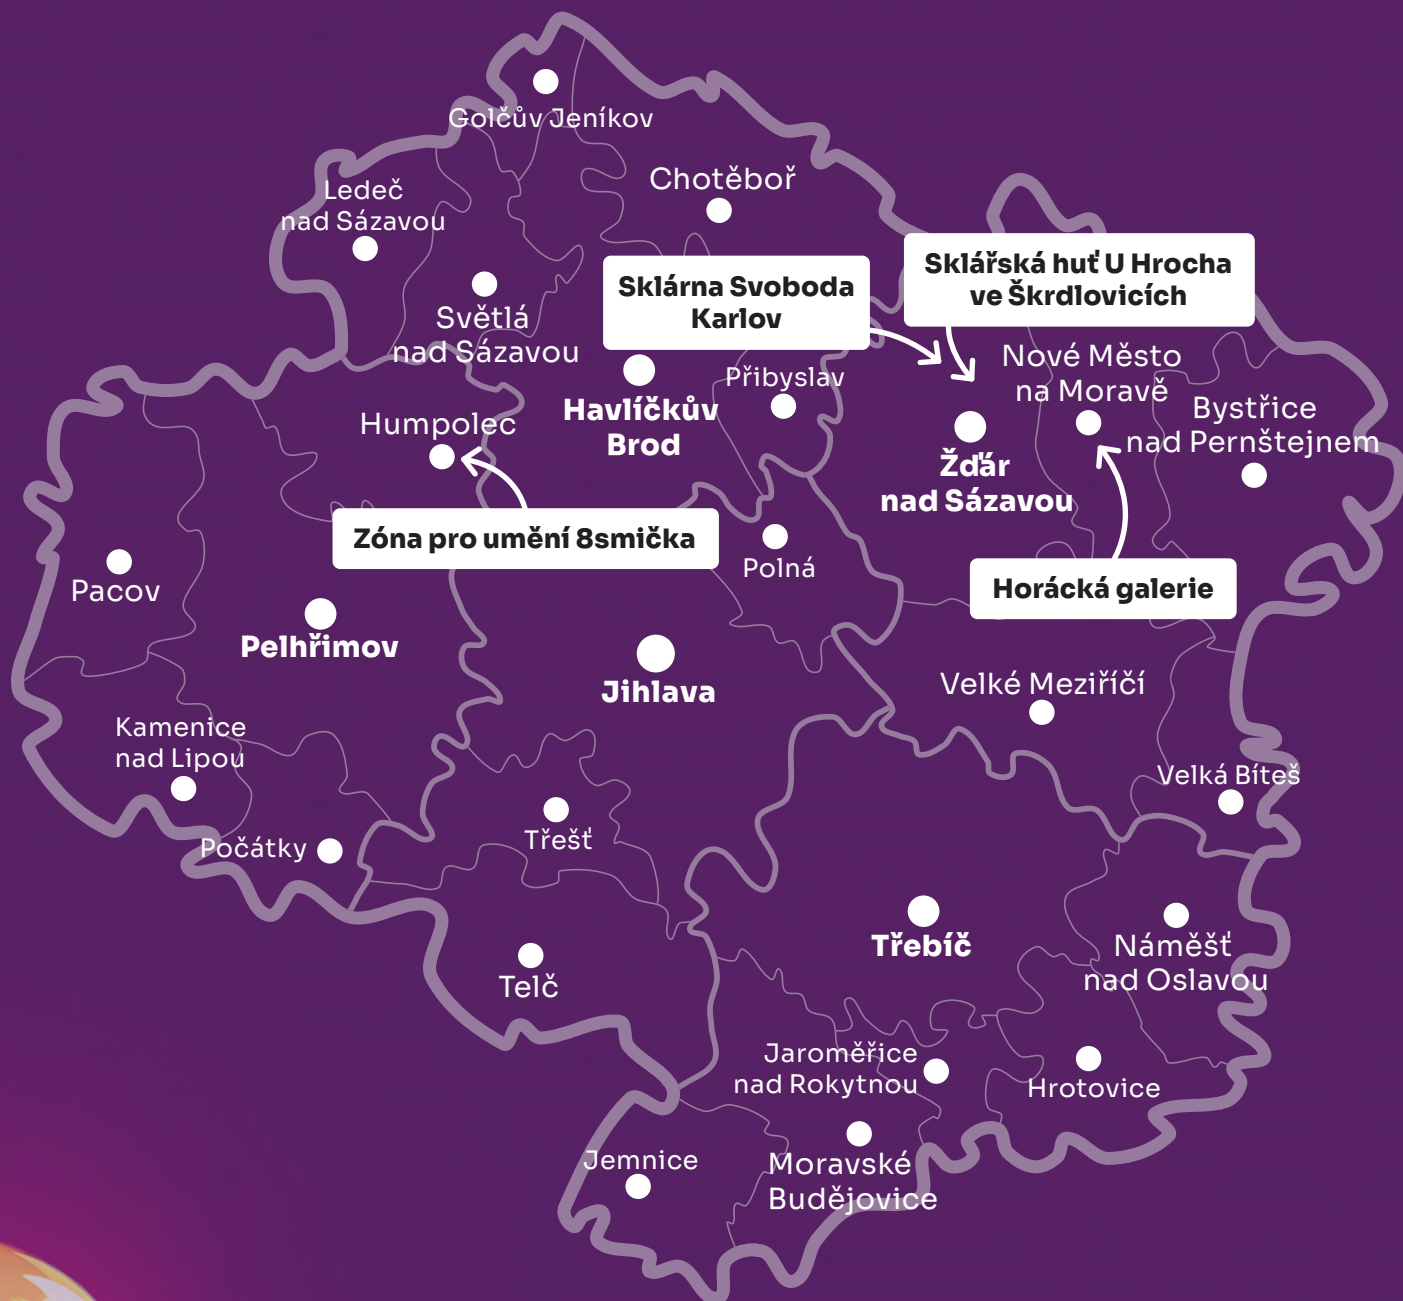 Golčův Jeníkov
Chotěboř
Ledeč
nad Sázavou
Sklářská huť U Hrocha
ve Škrdlovicích
Sklárna Svoboda
Karlov
Světlá
nad Sázavou
Nové Město
na Moravě
Přibyslav
Havlíčkův
Brod
Humpolec
Bystřice
nad Pernštejnem
Žďár
nad Sázavou
Zóna pro umění 8smička
Polná
Horácká galerie
Pacov
Pelhřimov
Jihlava
Velké Meziříčí
Kamenice
nad Lipou
Velká Bíteš
Třešť
Počátky
Třebíč
Náměšť
nad Oslavou
Telč
Jaroměřice
nad Rokytnou
Hrotovice
Jemnice
Moravské
Budějovice